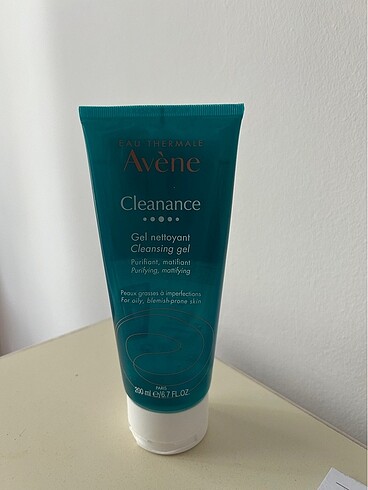 EAU THERMALE
Avène
Cleanance
Gel nettoyant
Cleansing gel
Purifiant, matifiant
Purifying, mattifying
Peaux grasses à imperfections
For oily, blemish-prone skin
PARIS
200 ml e/6.7 FL.OZ.